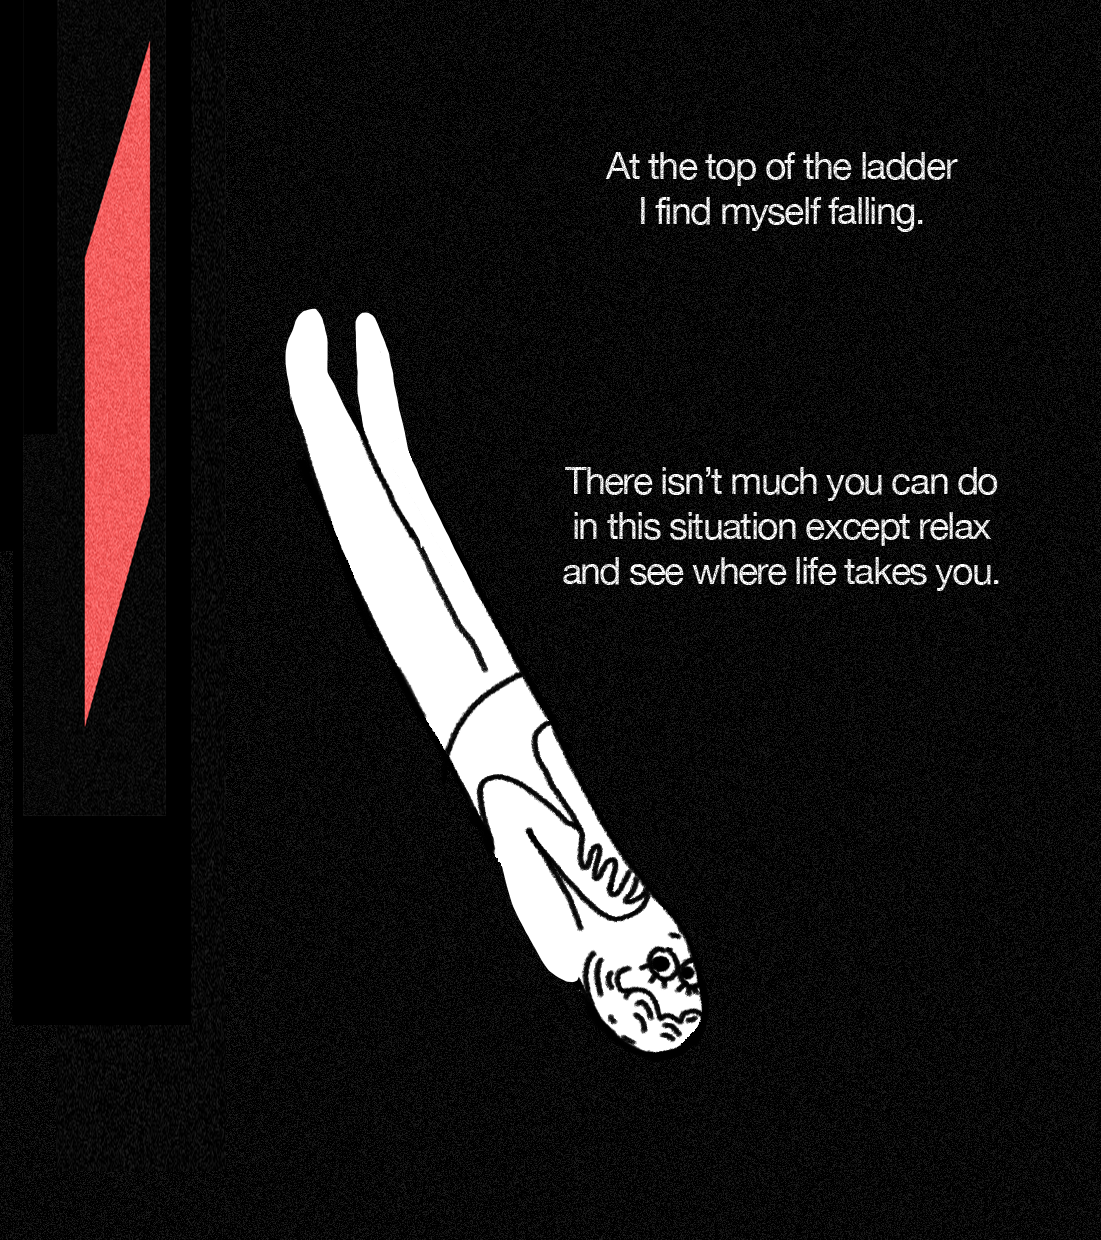 At the top of the ladder
I find myself falling.
There isn’t much you can do
in this situation except relax
and see where life takes you.